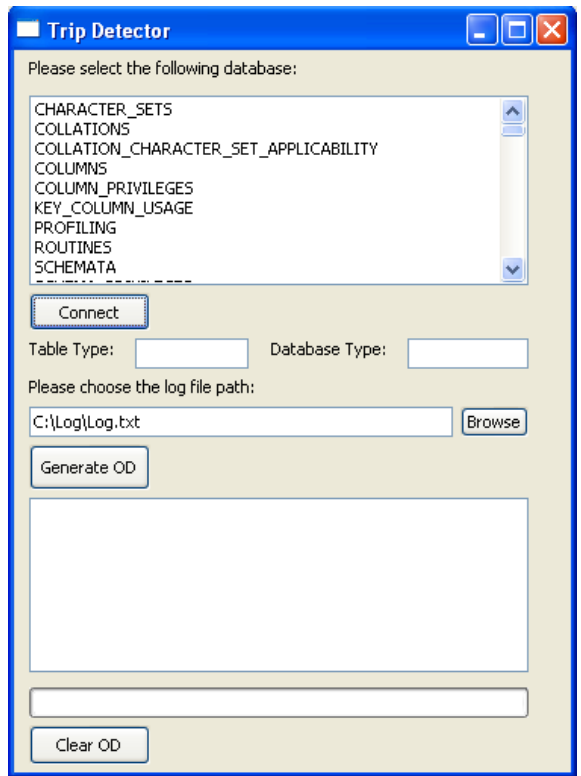 Trip Detector
Please select the following database:
CHARACTER_SETS
COLLATIONS
COLLATION_CHARACTER_SET_APPLICABILITY
COLUMNS
COLUMN_PRIVILEGES
KEY_COLUMN_USAGE
PROFILING
ROUTINES
SCHEMATA
Connect
Table Type: Database Type:
Please choose the log file path:
C:\Log\Log.txt Browse
Generate OD
Clear OD